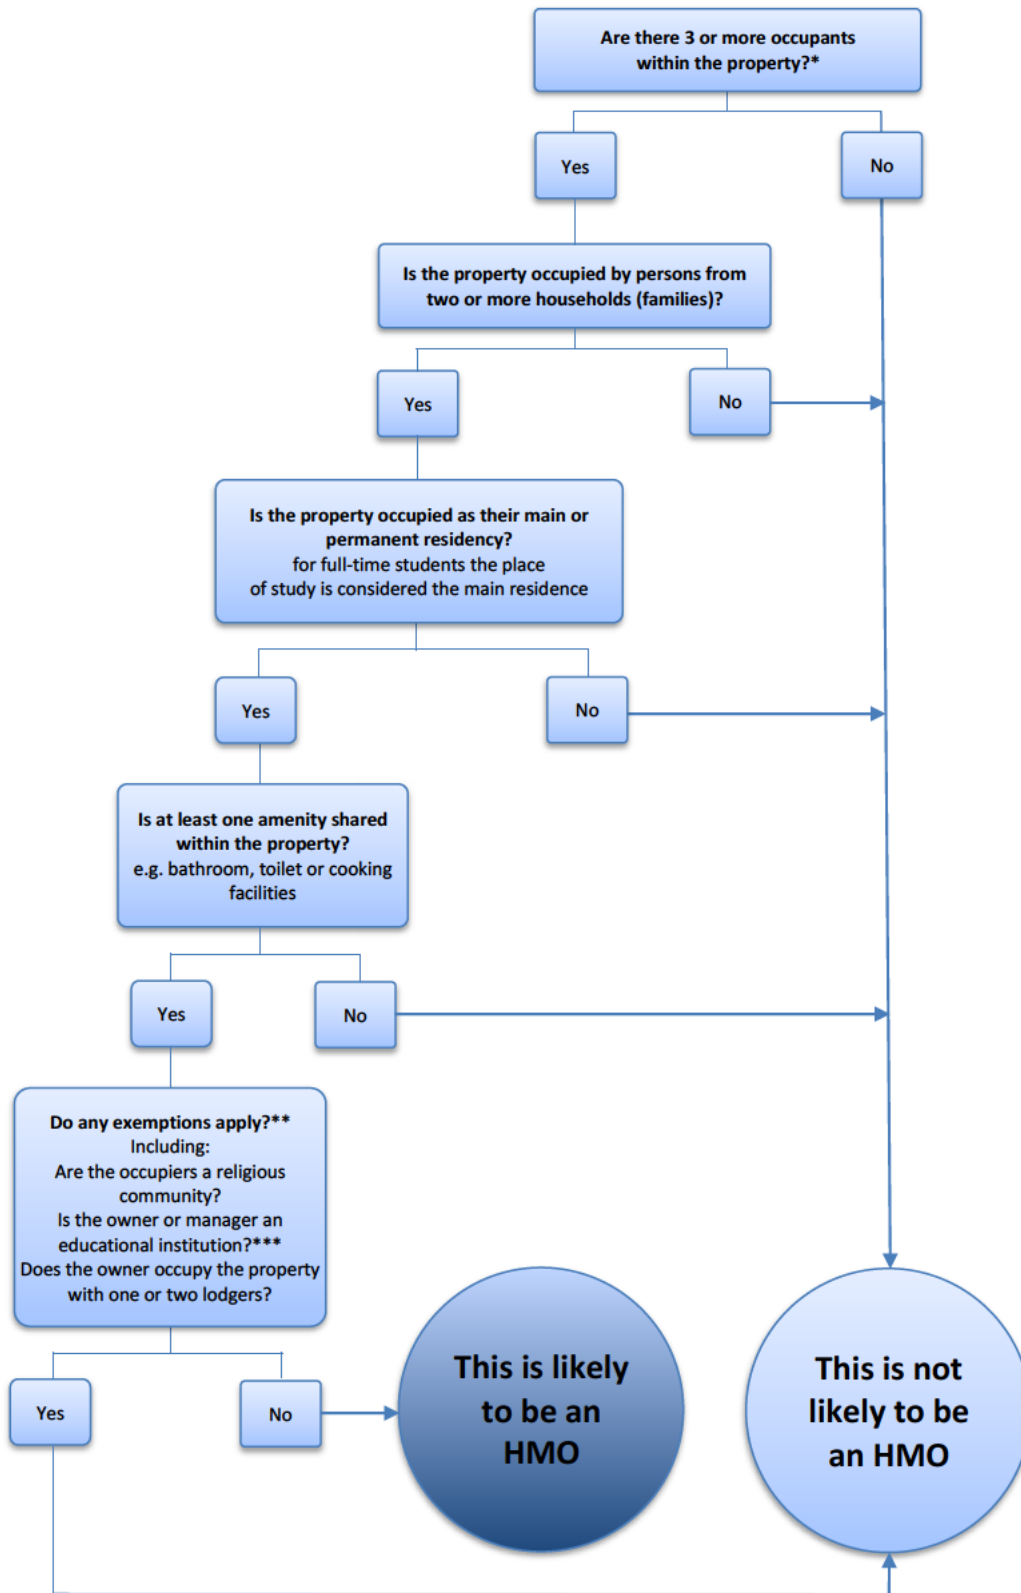 Are there 3 or more occupants
within the property?*
Yes
No
Is the property occupied by persons from
two or more households (families)?
Yes
No
Is the property occupied as their main or
permanent residency?
for full-time students the place
of study is considered the main residence
Yes
No
Is at least one amenity shared
within the property?
e.g. bathroom, toilet or cooking
facilities
Yes
No
Do any exemptions apply?**
Including:
Are the occupiers a religious
community?
Is the owner or manager an
educational institution?***
Does the owner occupy the property
with one or two lodgers?
Yes
No
This is likely
to be an
HMO
This is not
likely to be
an HMO